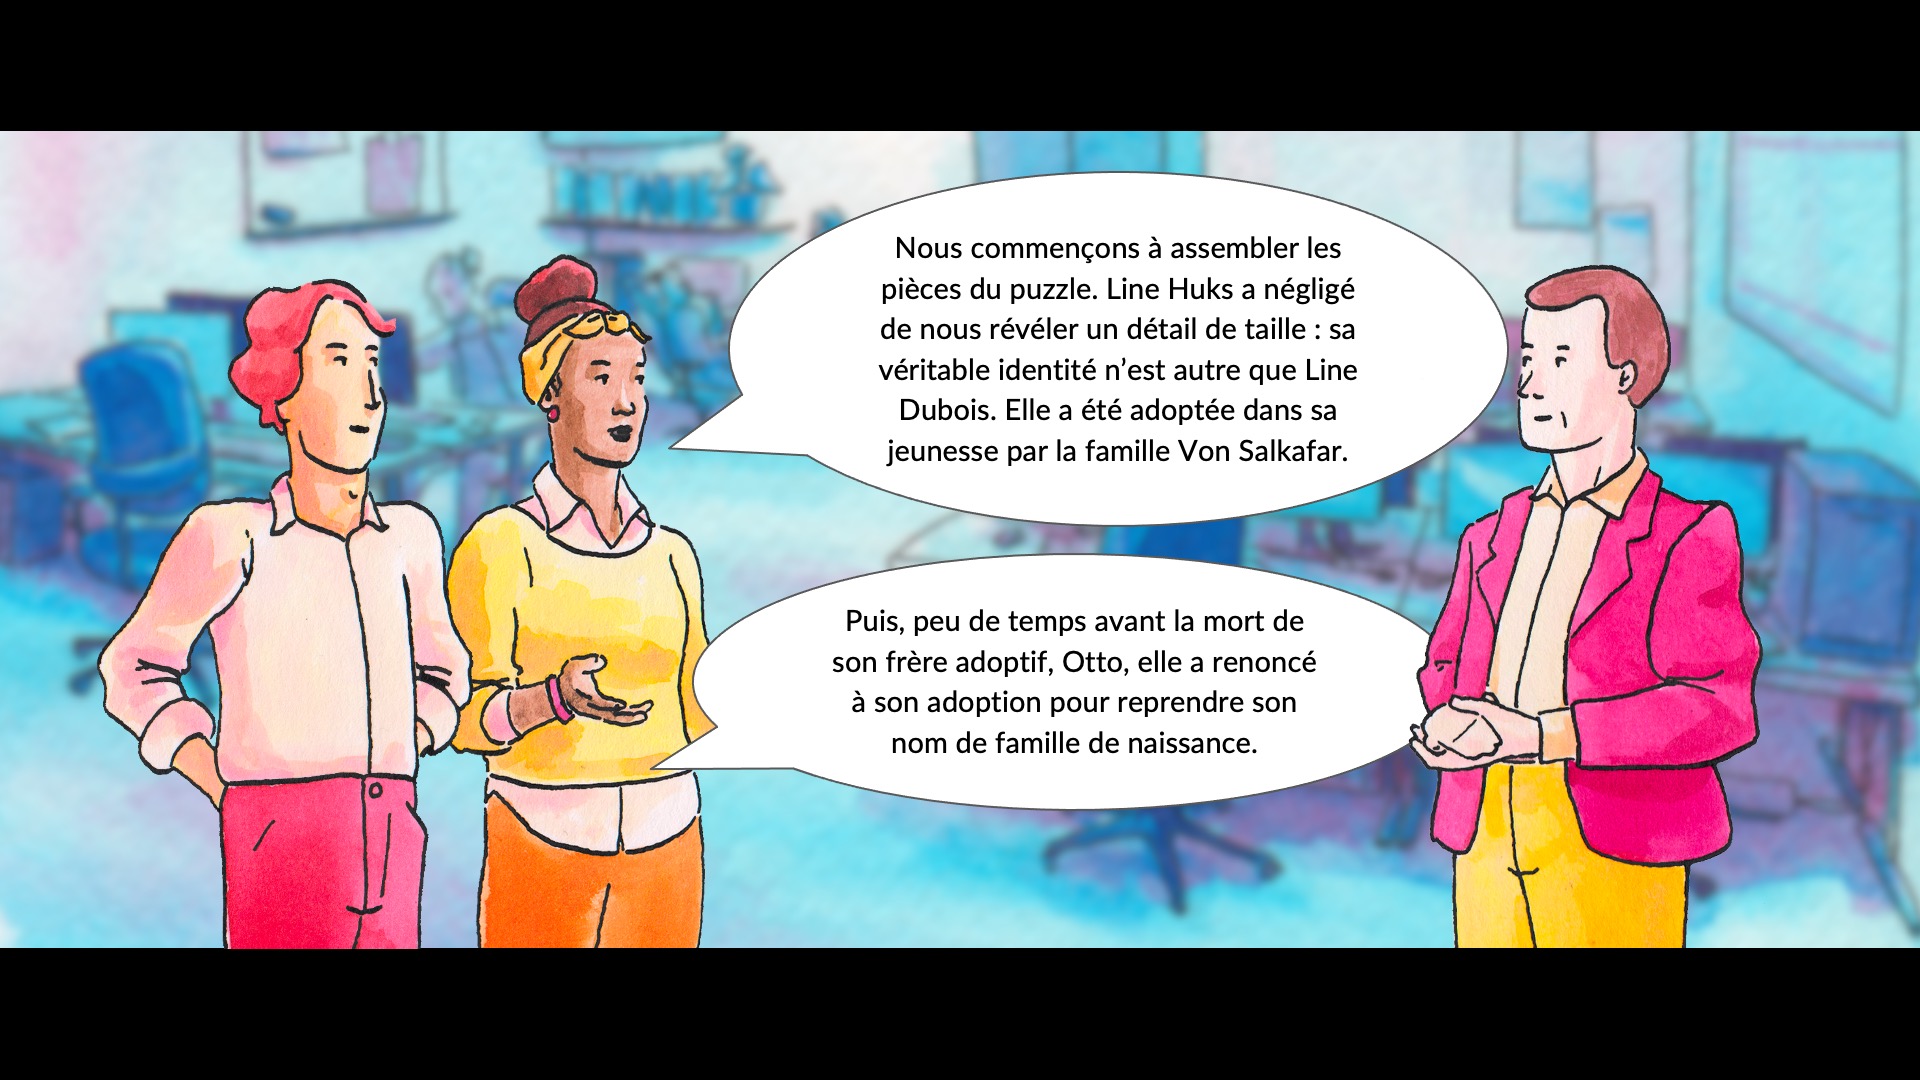 Nous commençons à assembler les
pièces du puzzle. Line Huks a négligé
de nous révéler un détail de taille : sa
véritable identité n’est autre que Line
Dubois. Elle a été adoptée dans sa
jeunesse par la famille Von Salkafar.
Puis, peu de temps avant la mort de
son frère adoptif, Otto, elle a renoncé
à son adoption pour reprendre son
nom de famille de naissance.